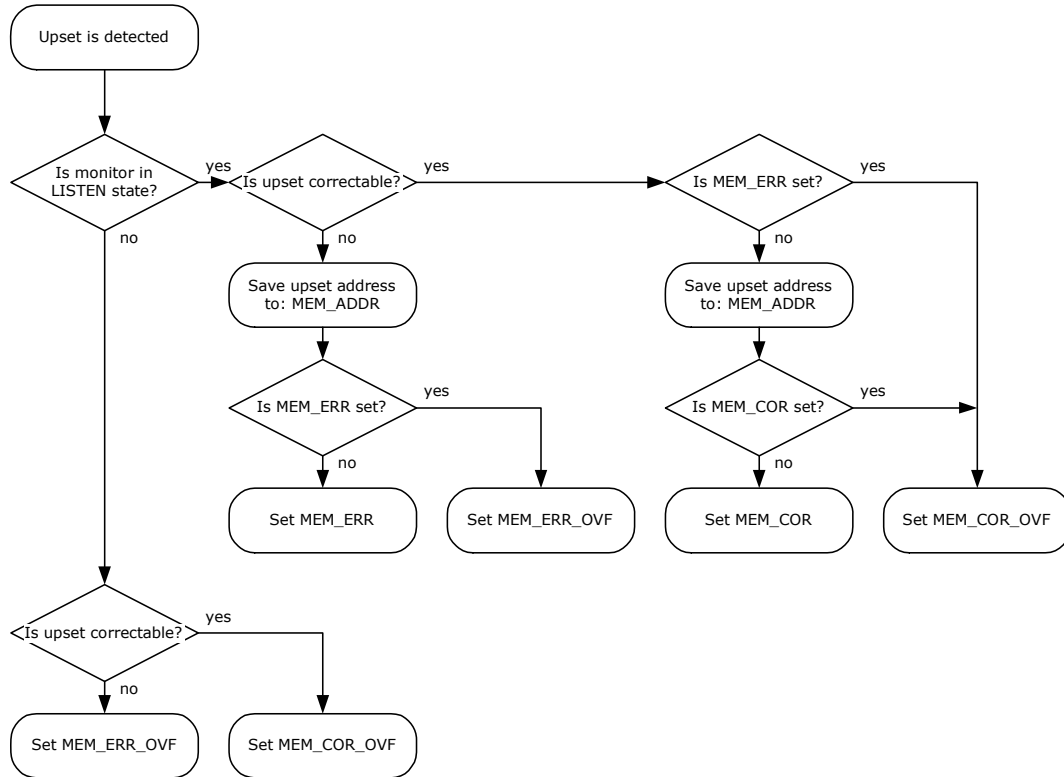 Upset is detected
Is monitor in
LISTEN state?
yes
no
Is upset correctable?
yes
no
Is MEM_ERR set?
yes
no
Save upset address
to: MEM_ADDR
Save upset address
to: MEM_ADDR
Is MEM_ERR set?
yes
no
Is MEM_COR set?
yes
no
Set MEM_ERR
Set MEM_ERR_OVF
Set MEM_COR
Set MEM_COR_OVF
Is upset correctable?
yes
no
Set MEM_ERR_OVF
Set MEM_COR_OVF